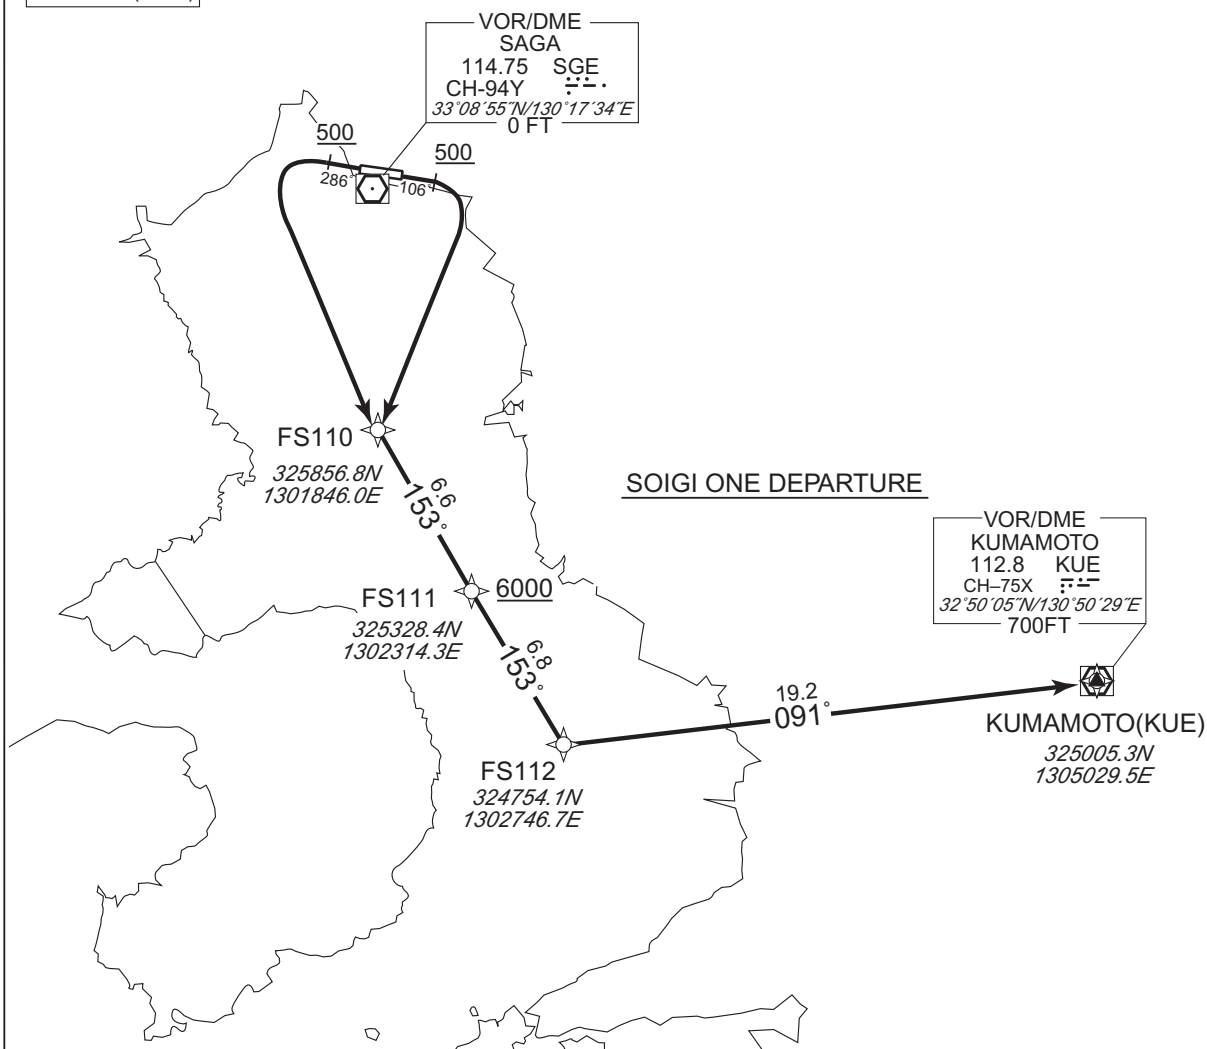 VOR/DME
SAGA
114.75 SGE
CH-94Y
33°08′55″N/130°17′34″E
0 FT
500
500
286°
106°
FS110
325856.8N
1301846.0E
6.6
153°
SOIGI ONE DEPARTURE
VOR/DME
KUMAMOTO
112.8 KUE
CH–75X
32°50′05″N/130°50′29″E
700FT
FS111
6000
325328.4N
1302314.3E
6.8
153°
19.2
091°
KUMAMOTO(KUE)
325005.3N
1305029.5E
FS112
324754.1N
1302746.7E